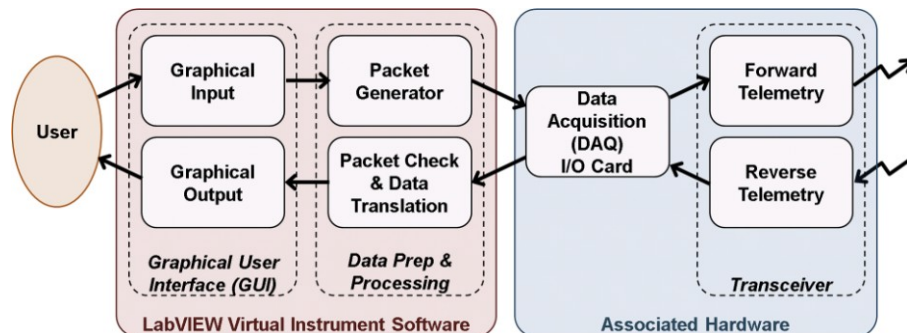 User
Graphical
Input
Packet
Generator
Data
Acquisition
(DAQ)
I/O Card
Forward
Telemetry
Graphical
Output
Packet Check
& Data
Translation
Reverse
Telemetry
Graphical User
Interface (GUI)
Data Prep &
Processing
Transceiver
LabVIEW Virtual Instrument Software
Associated Hardware